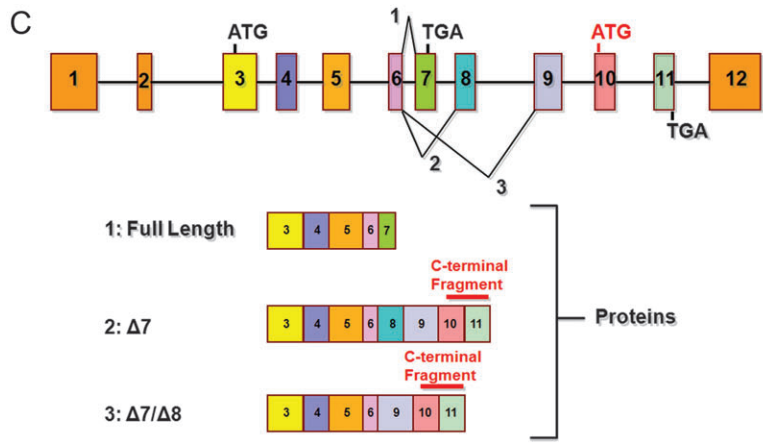 C
1
ATG
TGA
ATG
1 2 3 4 5 6 7 8 9 10 11 12
TGA
2
3
1: Full Length
3 4 5 6 7
C-terminal
Fragment
2: Δ7
3 4 5 6 8 9 10 11
Proteins
C-terminal
Fragment
3: Δ7/Δ8
3 4 5 6 9 10 11